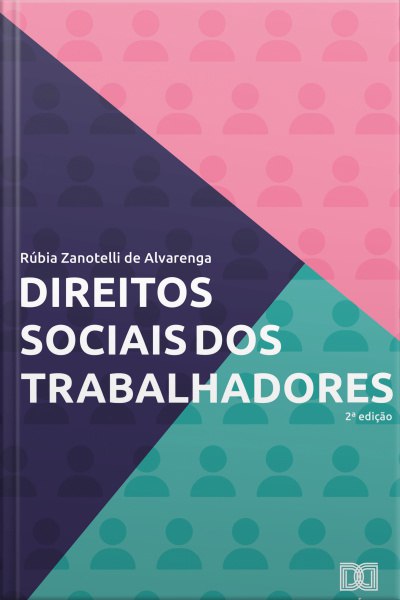 Rúbia Zanotelli de Alvarenga
DIREITOS
SOCIAIS DOS
TRABALHADORES
2ª edição